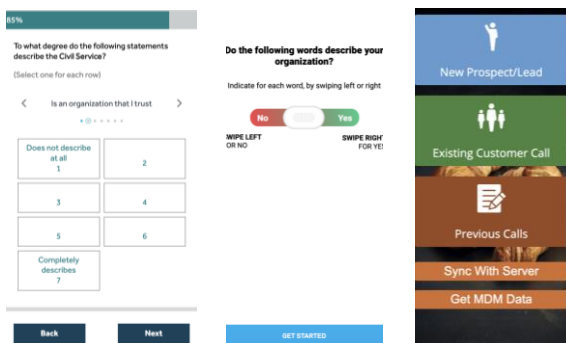 85%
To what degree do the following statements
describe the Civil Service?
(Select one for each row)
Is an organization that I trust
Does not describe
at all
1
2
3
4
5
6
Completely
describes
7
Back
Next
Do the following words describe your
organization?
Indicate for each word, by swiping left or right
No
Yes
WIPE LEFT
OR NO
SWIPE RIGH
FOR YE
GET STARTED
New Prospect/Lead
Existing Customer Call
Previous Calls
Sync With Server
Get MDM Data